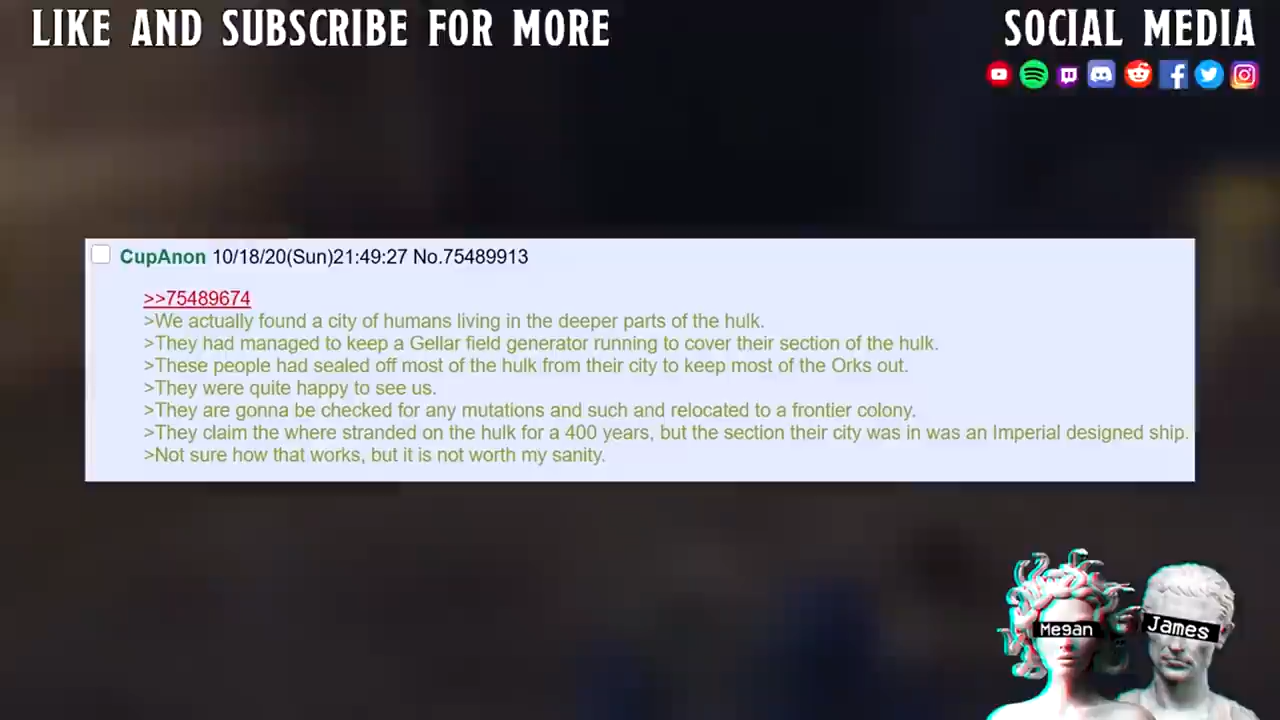 LIKE AND SUBSCRIBE FOR MORE
SOCIAL MEDIA
CupAnon 10/18/20(Sun)21:49:27 No.75489913
>>75489674
>We actually found a city of humans living in the deeper parts of the hulk.
>They had managed to keep a Gellar field generator running to cover their section of the hulk.
>These people had sealed off most of the hulk from their city to keep most of the Orks out.
>They were quite happy to see us.
>They are gonna be checked for any mutations and such and relocated to a frontier colony.
>They claim the where stranded on the hulk for a 400 years, but the section their city was in was an Imperial designed ship.
>Not sure how that works, but it is not worth my sanity.
Megan
James